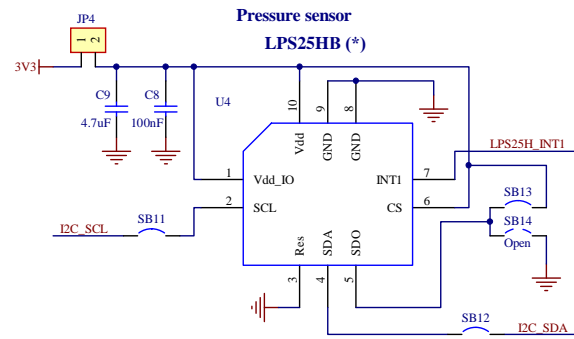 Pressure sensor
LPS25HB (*)
JP4
1 2
3V3
C9
4.7uF
C8
100nF
U4
10 9 8
Vdd GND GND
1 Vdd_IO
2 SCL
INT1 7
CS 6
LPS25H_INT1
SB13
SB14
Open
I2C_SCL
SB11
Res SDA SDO
3 4 5
SB12
I2C_SDA